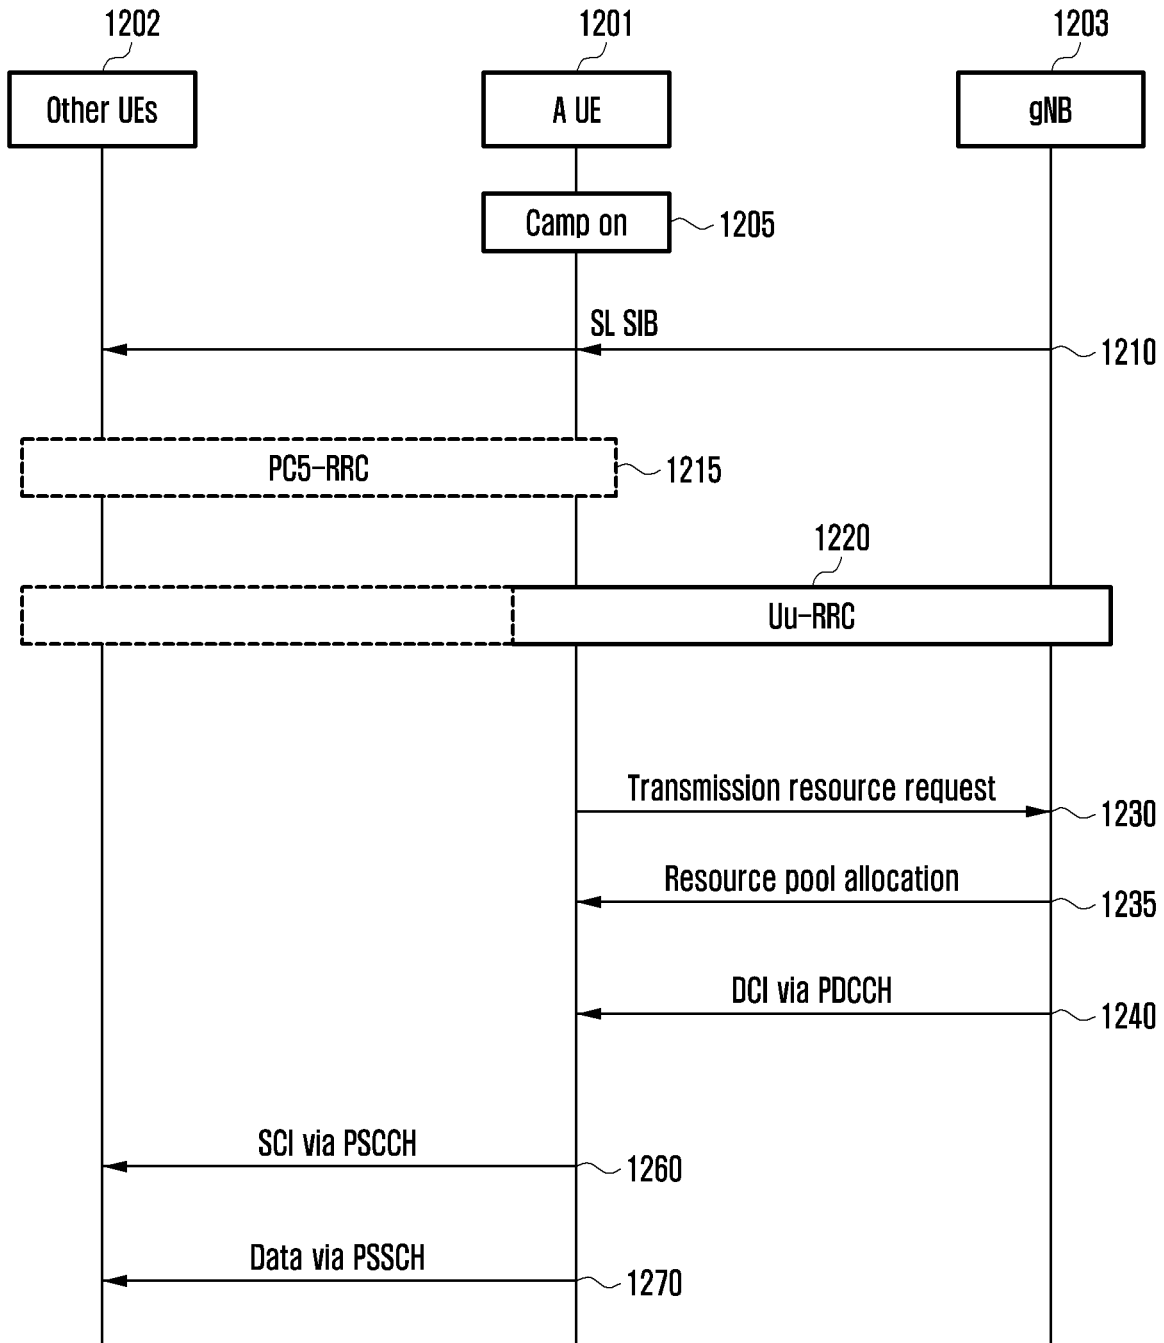 1202
1201
1203
Other UEs
A UE
gNB
Camp on
1205
SL SIB
1210
PC5-RRC
1215
1220
Uu-RRC
Transmission resource request
1230
Resource pool allocation
1235
DCI via PDCCH
1240
SCI via PSCCH
1260
Data via PSSCH
1270